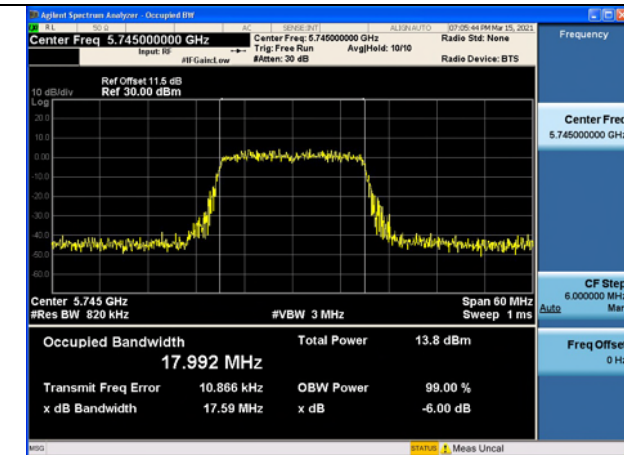 Agilent Spectrum Analyzer - Occupied BW
RL 50 Ω AC SENSE:INT ALIGN AUTO 07:05:44 PM Mar 15, 2021
Center Freq 5.745000000 GHz Center Freq: 5.745000000 GHz Radio Std: None Frequency
Input: RF Trig: Free Run Avg|Hold: 10/10
#IFGain:Low #Atten: 30 dB Radio Device: BTS
Ref Offset 11.5 dB
10 dB/div Ref 30.00 dBm
Log
20.0
10.0
0.00
-10.0
-20.0
-30.0
-40.0
-50.0
-60.0
Center Freq
5.745000000 GHz
Center 5.745 GHz Span 60 MHz
#Res BW 820 kHz #VBW 3 MHz Sweep 1 ms
CF Step
6.000000 MHz
Auto Man
Occupied Bandwidth Total Power 13.8 dBm
17.992 MHz
Transmit Freq Error 10.866 kHz OBW Power 99.00 %
x dB Bandwidth 17.59 MHz x dB -6.00 dB
Freq Offset
0 Hz
MSG STATUS Meas Uncal